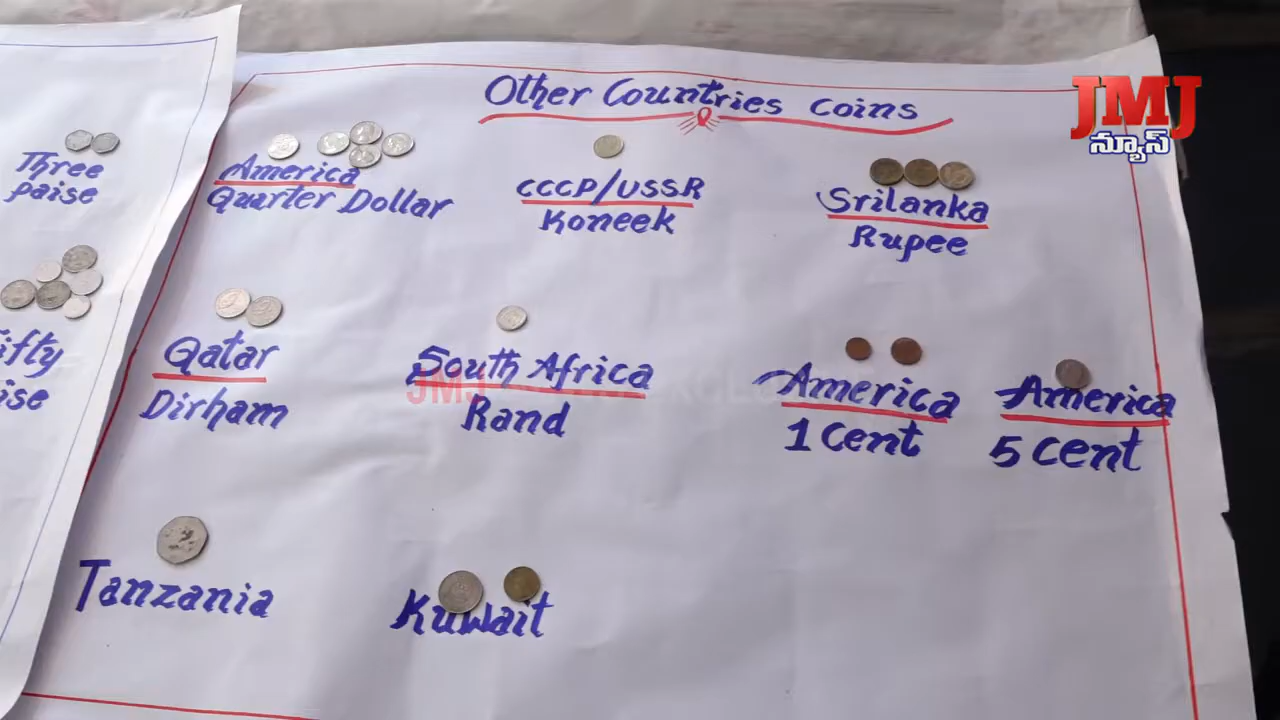 Other Countries coins
JMJ
న్యూస్
Three
paise
America
Quarter Dollar
CCCP/USSR
Koneek
Srilanka
Rupee
ifty
ise
Qatar
Dirham
South Africa
Rand
America
1 Cent
America
5 Cent
JMJ
Tanzania
Kuwait